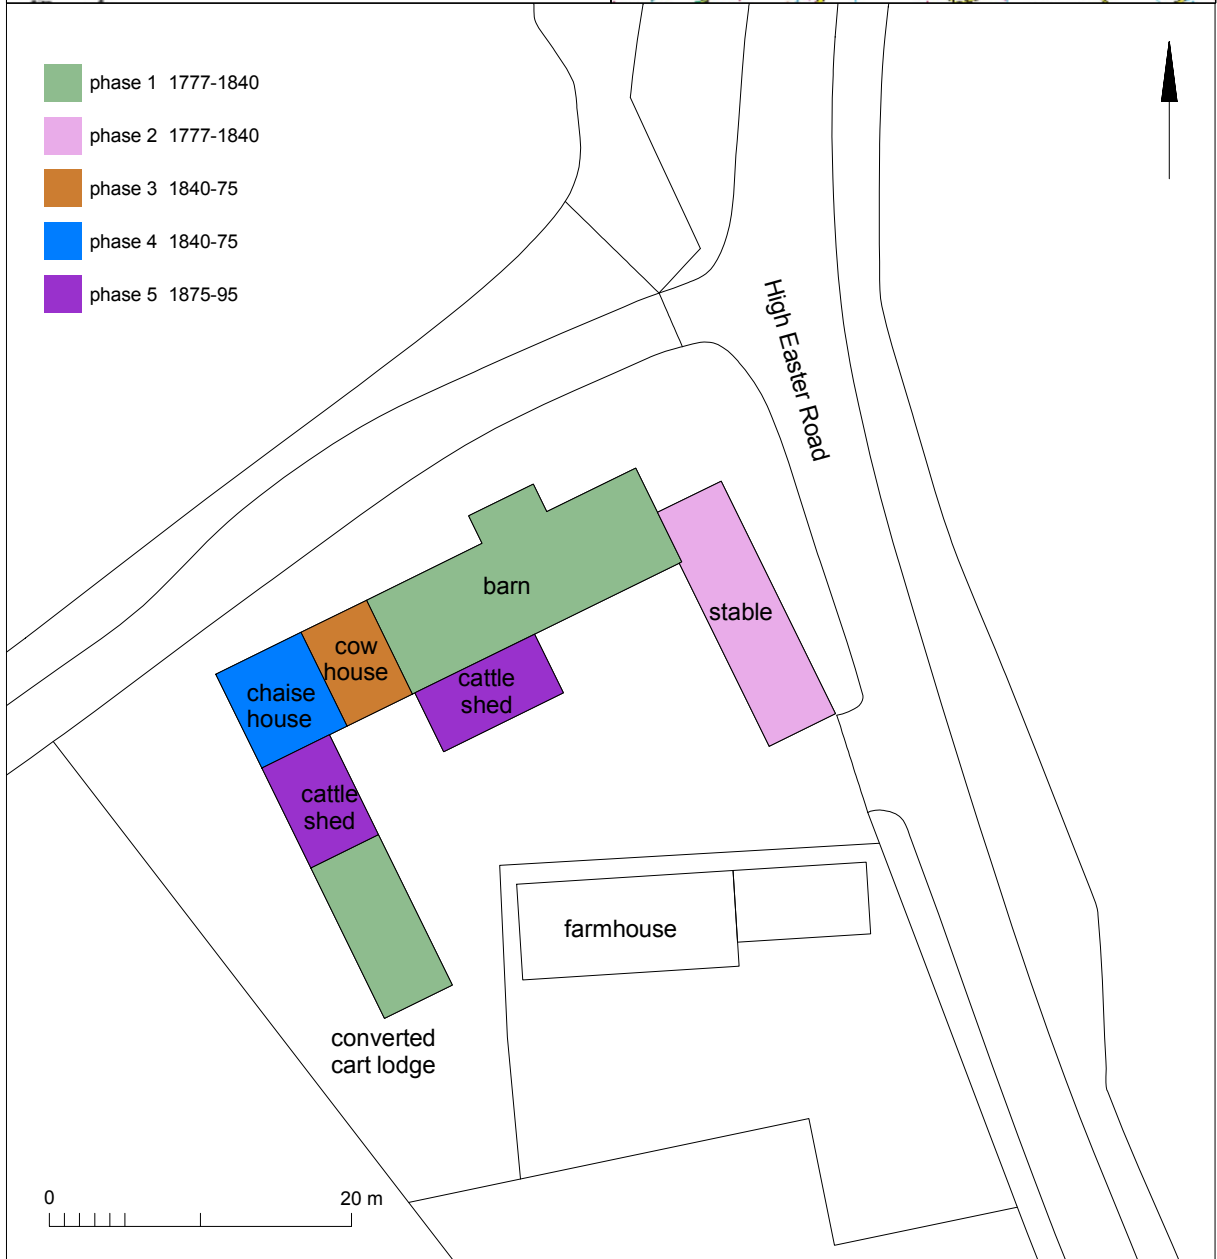 phase 1 1777-1840
phase 2 1777-1840
phase 3 1840-75
phase 4 1840-75
phase 5 1875-95
High Easter Road
barn
stable
cow
house
chaise
house
cattle
shed
cattle
shed
farmhouse
converted
cart lodge
0 20 m